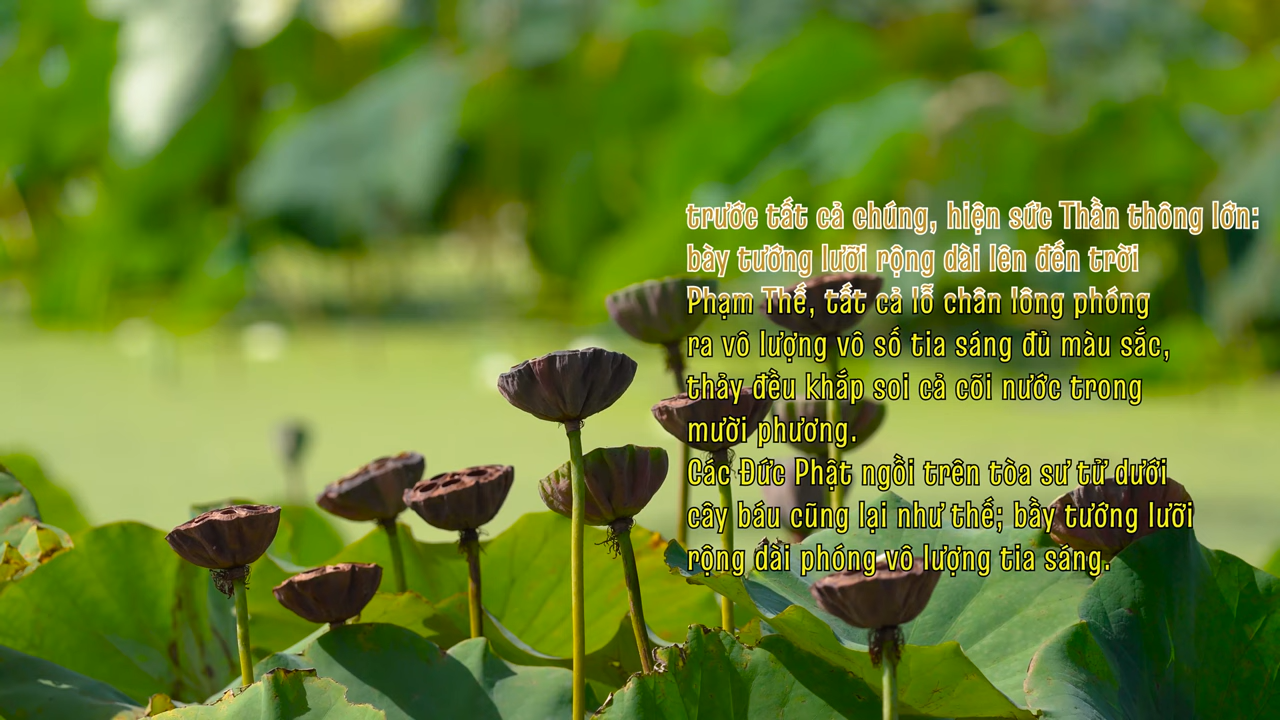 trước tất cả chúng, hiện sức Thần thông lớn:
bày tướng lưỡi rộng dài lên đến trời
Phạm Thế, tất cả lỗ chân lông phóng
ra vô lượng vô số tia sáng đủ màu sắc,
thảy đều khắp soi cả cõi nước trong
mười phương.
Các Đức Phật ngồi trên tòa sư tử dưới
cây báu cũng lại như thế; bầy tướng lưỡi
rộng dài phóng vô lượng tia sáng.